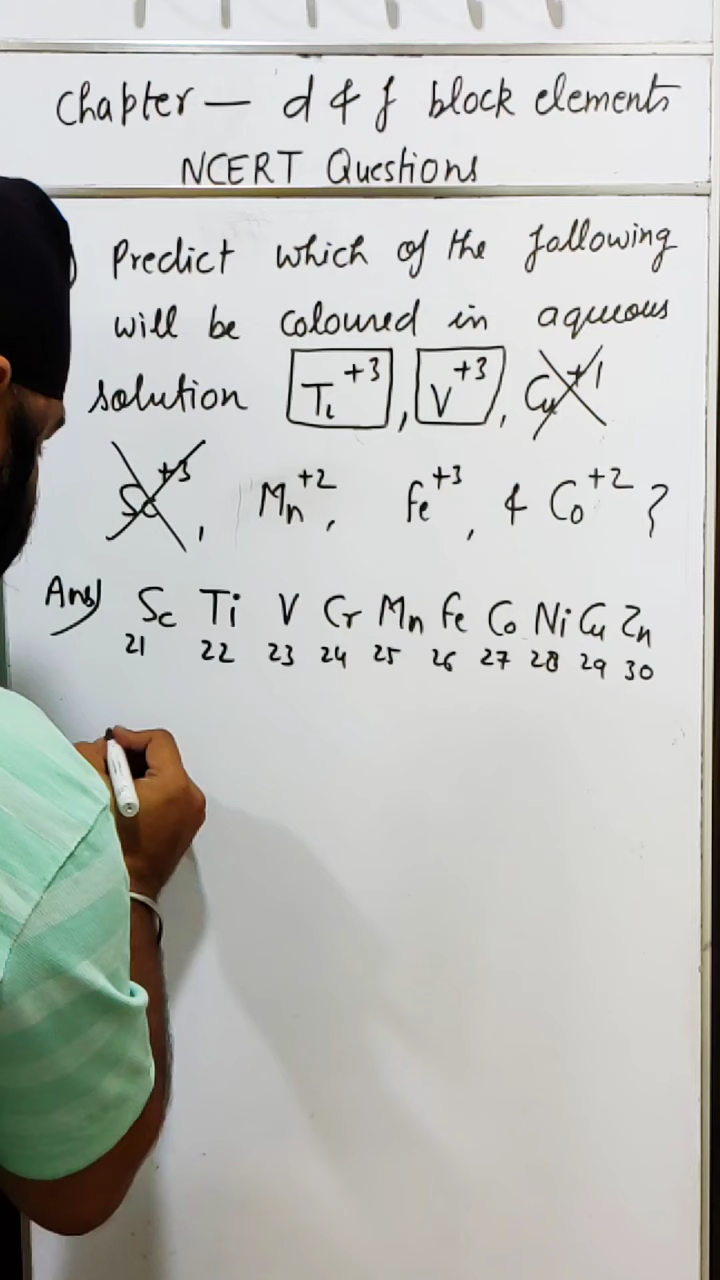 Chapter — d & f block elements
NCERT Questions
) Predict which of the following
will be coloured in aqueous
solution Ti+3, V+3, Cu+1
Sc+3, Mn+2, Fe+3, & Co+2?
Ans) Sc Ti V Cr Mn Fe Co Ni Cu Zn
21 22 23 24 25 26 27 28 29 30